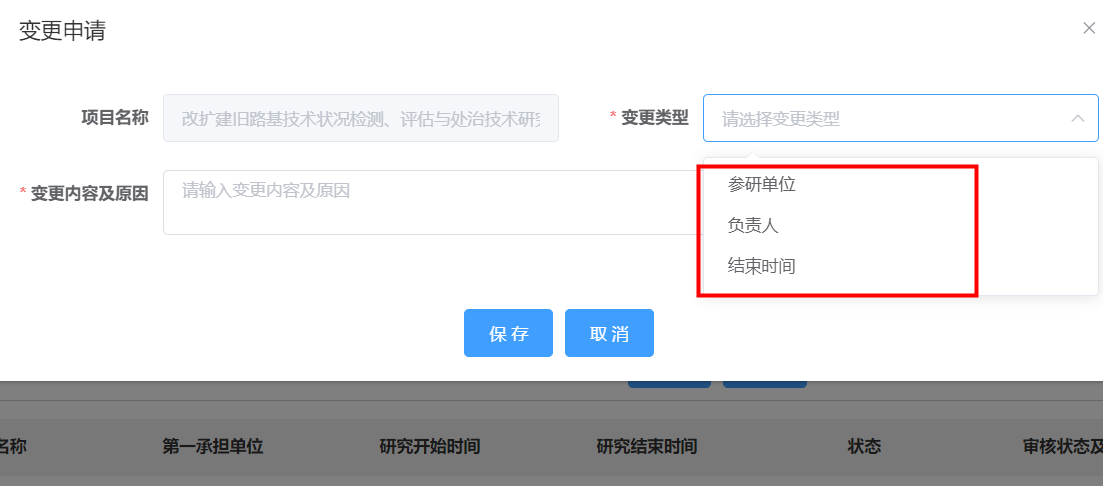 变更申请
项目名称
改扩建旧路基技术状况检测、评估与处治技术研
* 变更类型
请选择变更类型
* 变更内容及原因
请输入变更内容及原因
参研单位
负责人
结束时间
保存
取消
名称
第一承担单位
研究开始时间
研究结束时间
状态
审核状态及